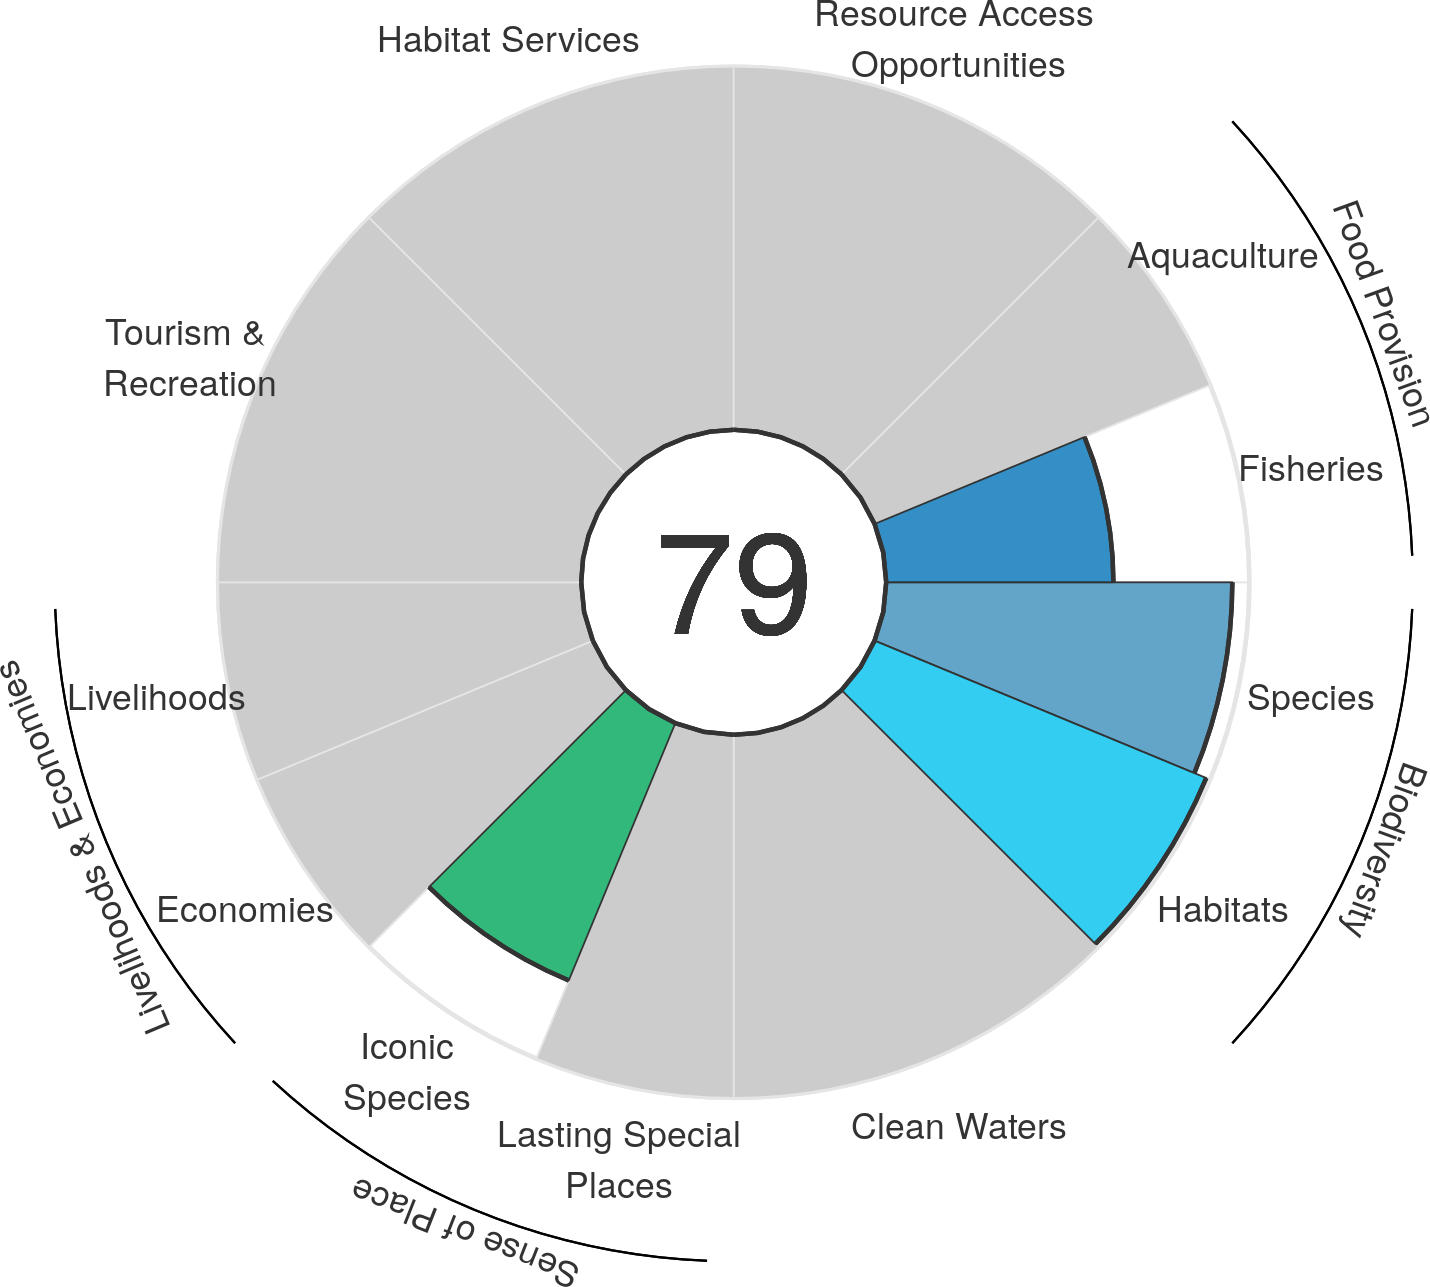 Habitat Services
Resource Access
Opportunities
Aquaculture
Food Provision
Tourism &
Recreation
Fisheries
79
Livelihoods
Species
Livelihoods & Economies
Biodiversity
Economies
Habitats
Iconic
Species
Lasting Special
Places
Clean Waters
Sense of Place